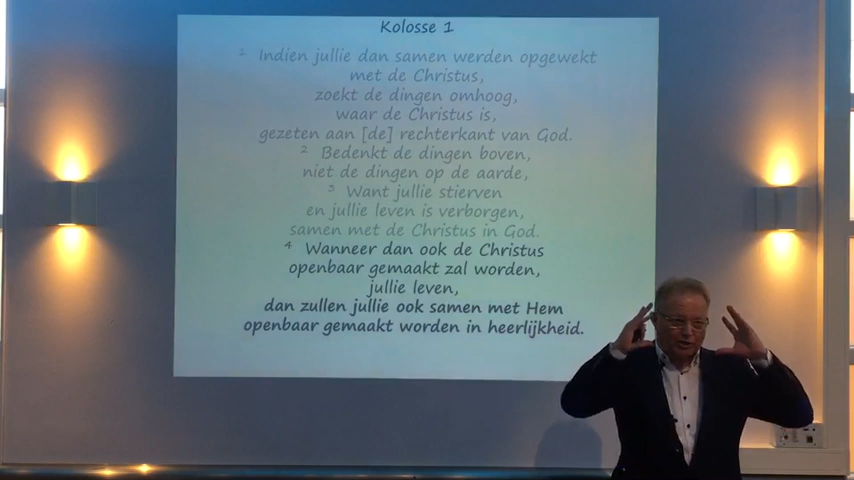 Kolosse 1
1 Indien jullie dan samen werden opgewekt
met de Christus,
zoekt de dingen omhoog,
waar de Christus is,
gezeten aan [de] rechterkant van God.
2 Bedenkt de dingen boven,
niet de dingen op de aarde,
3 Want jullie stierven
en jullie leven is verborgen,
samen met de Christus in God.
4 Wanneer dan ook de Christus
openbaar gemaakt zal worden,
jullie leven,
dan zullen jullie ook samen met Hem
openbaar gemaakt worden in heerlijkheid.